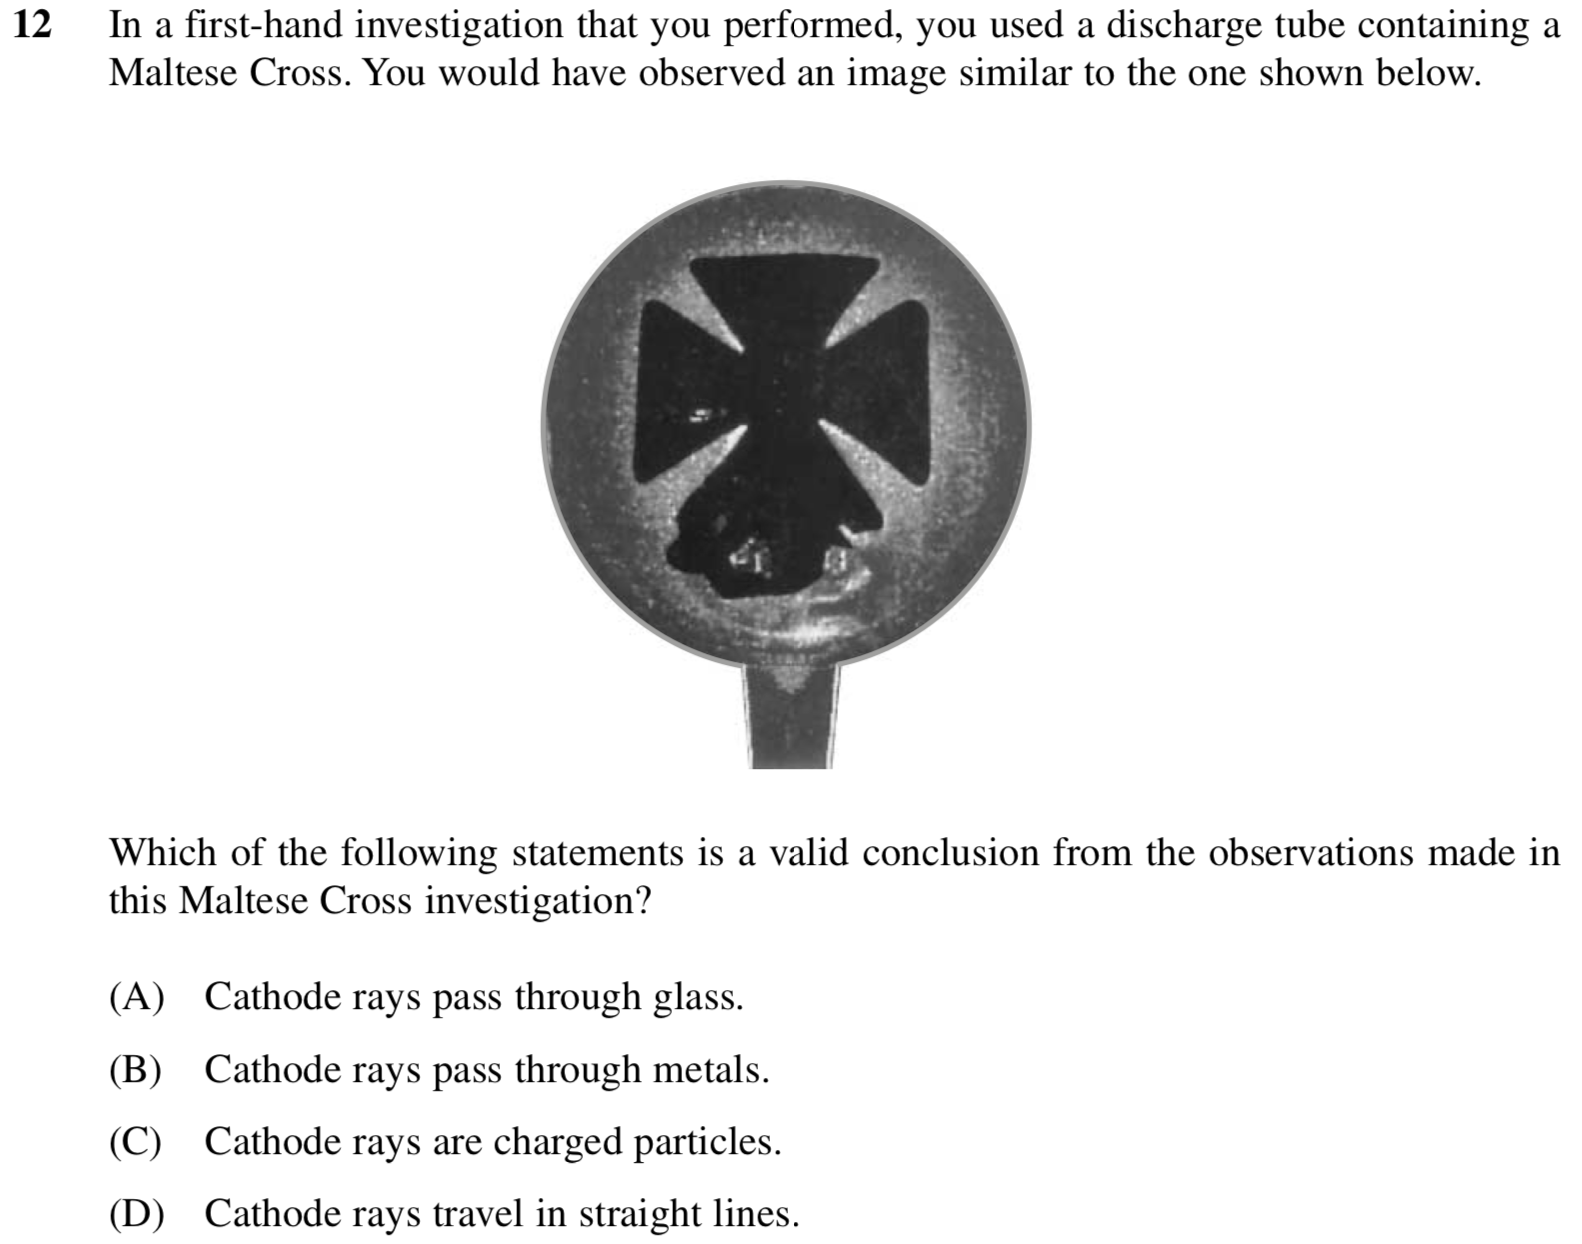 12 In a first-hand investigation that you performed, you used a discharge tube containing a
Maltese Cross. You would have observed an image similar to the one shown below.
Which of the following statements is a valid conclusion from the observations made in
this Maltese Cross investigation?
(A) Cathode rays pass through glass.
(B) Cathode rays pass through metals.
(C) Cathode rays are charged particles.
(D) Cathode rays travel in straight lines.